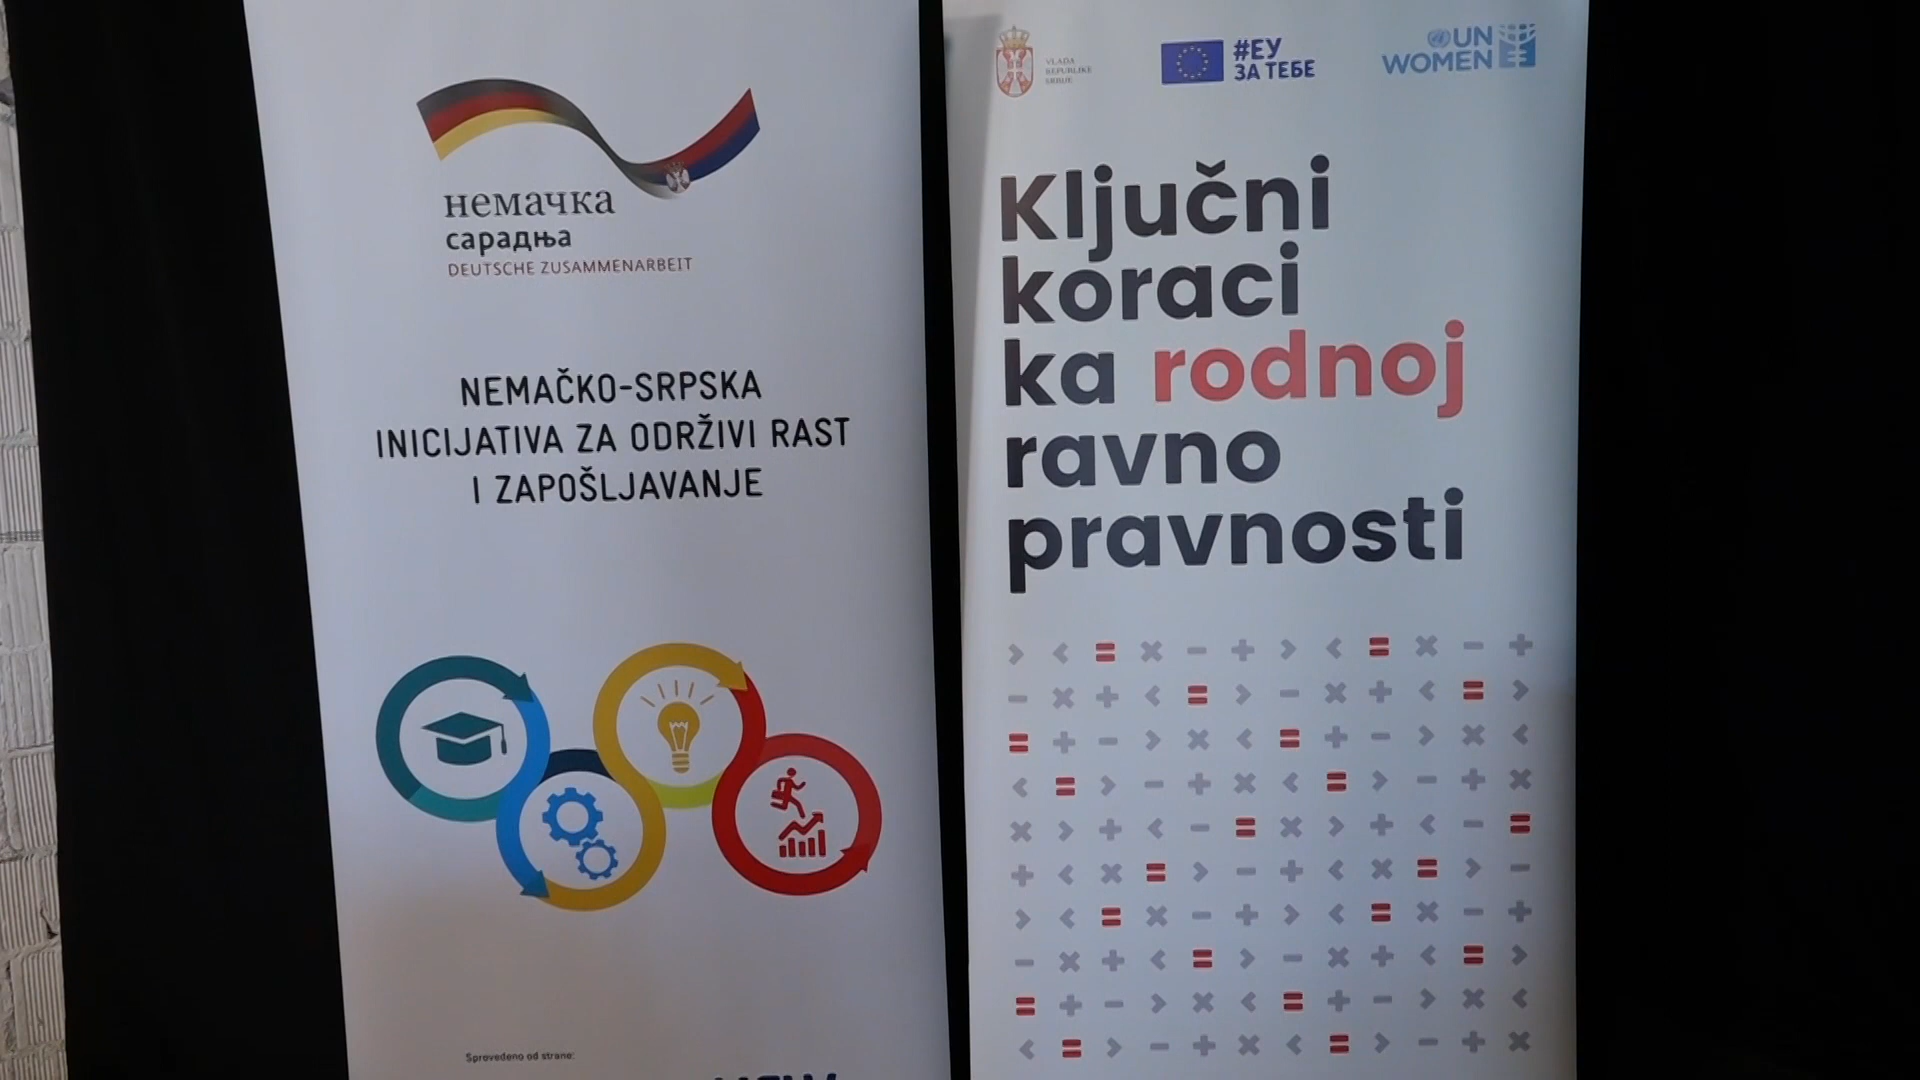 немачка
сарадња
DEUTSCHE ZUSAMMENARBEIT
NEMAČKO-SRPSKA
INICIJATIVA ZA ODRŽIVI RAST
I ZAPOŠLJAVANJE
Sprovedeno od strane:
VLADA
REPUBLIKE
SRBIJE
#ЕУ
ЗА ТЕБЕ
UN
WOMEN
Ključni
koraci
ka rodnoj
ravno
pravnosti